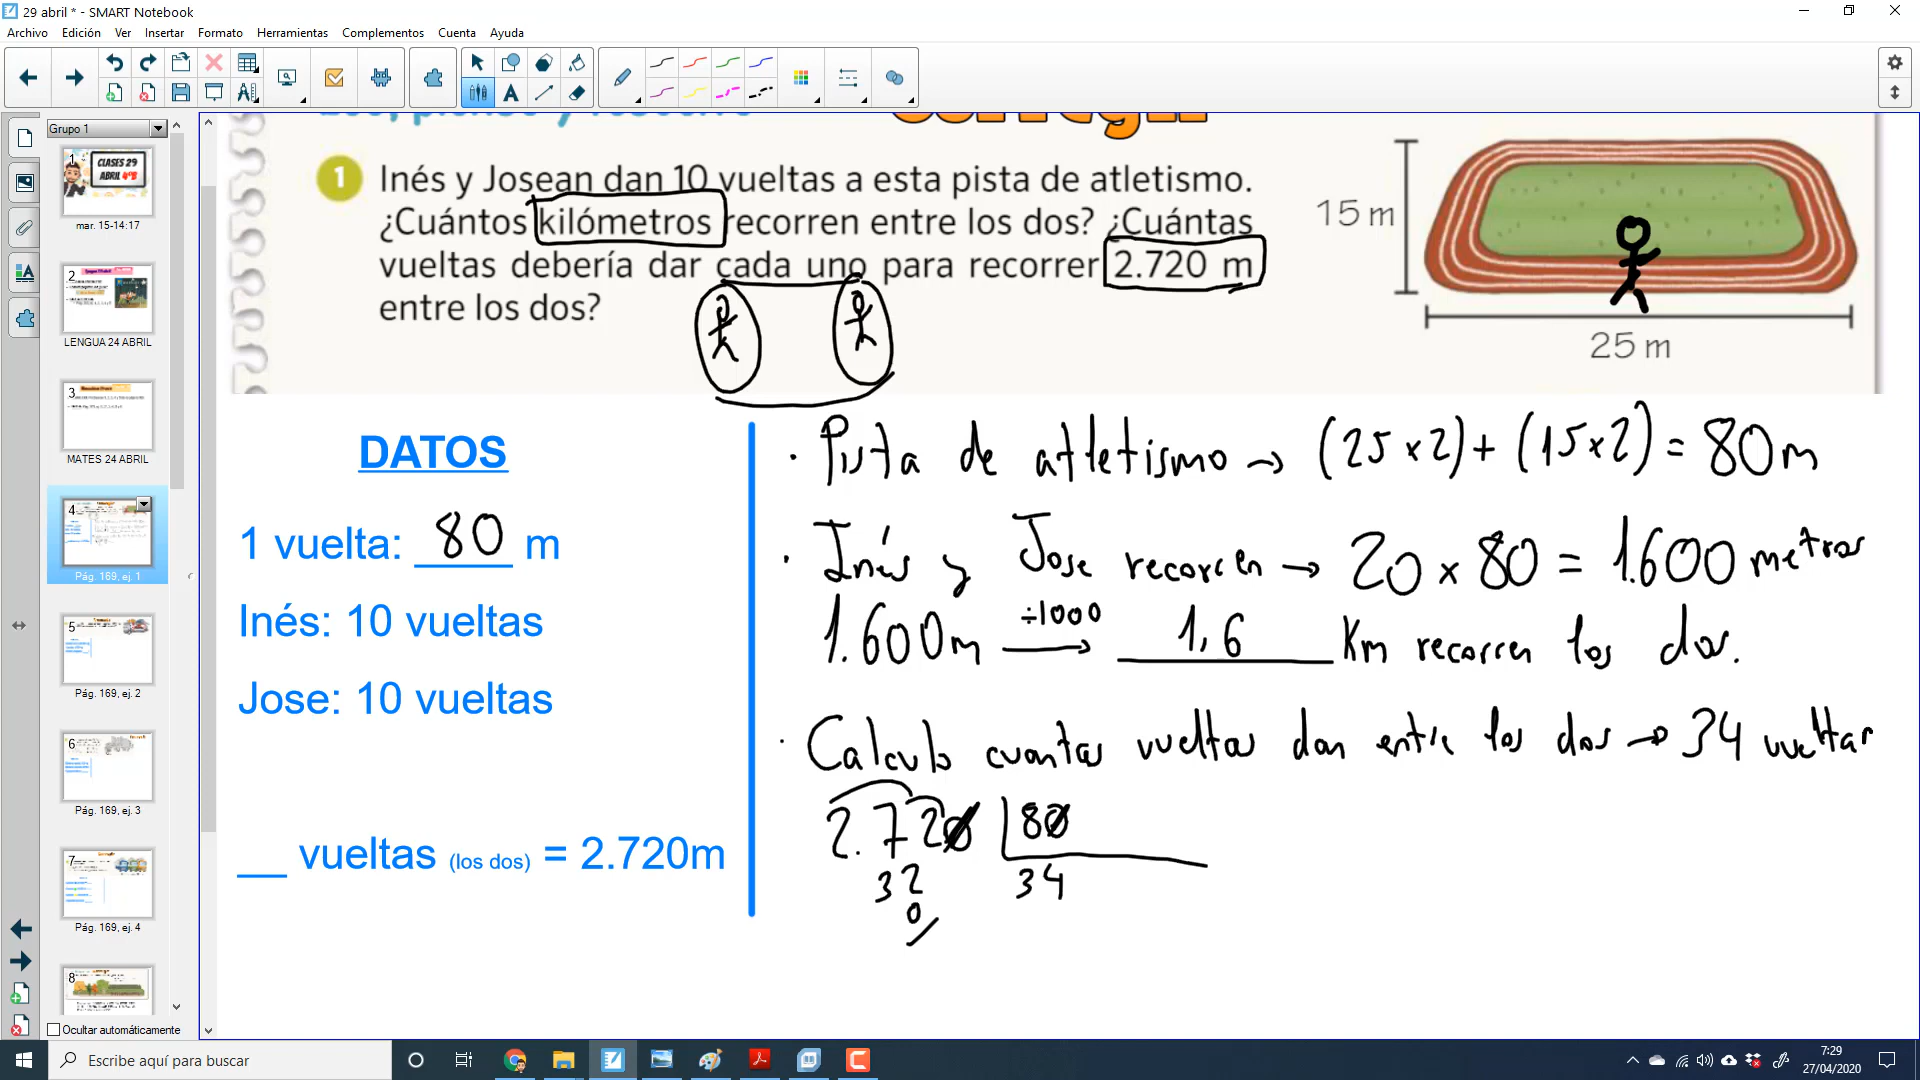 29 abril * - SMART Notebook
Archivo Edición Ver Insertar Formato Herramientas Complementos Cuenta Ayuda
Grupo 1
1
CLASES 29
ABRIL 4ºB
mar. 15-14:17
2
LENGUA 24 ABRIL
3
MATES 24 ABRIL
4
Pág. 169, ej. 1
5
Pág. 169, ej. 2
6
Pág. 169, ej. 3
7
Pág. 169, ej. 4
8
Ocultar automáticamente
1 Inés y Josean dan 10 vueltas a esta pista de atletismo.
¿Cuántos kilómetros recorren entre los dos? ¿Cuántas
vueltas debería dar cada uno para recorrer 2.720 m
entre los dos?
15 m
25 m
DATOS
1 vuelta: 80 m
Inés: 10 vueltas
Jose: 10 vueltas
__ vueltas (los dos) = 2.720m
· Pista de atletismo → (25 x 2) + (15 x 2) = 80 m
· Inés y Jose recorren → 20 x 80 = 1.600 metros
÷1000
1.600 m → 1,6 Km recorren los dos.
· Calculo cuantas vueltas dan entre los dos → 34 vueltas
2.720 80
32 34
0
Escribe aquí para buscar
7:29
27/04/2020